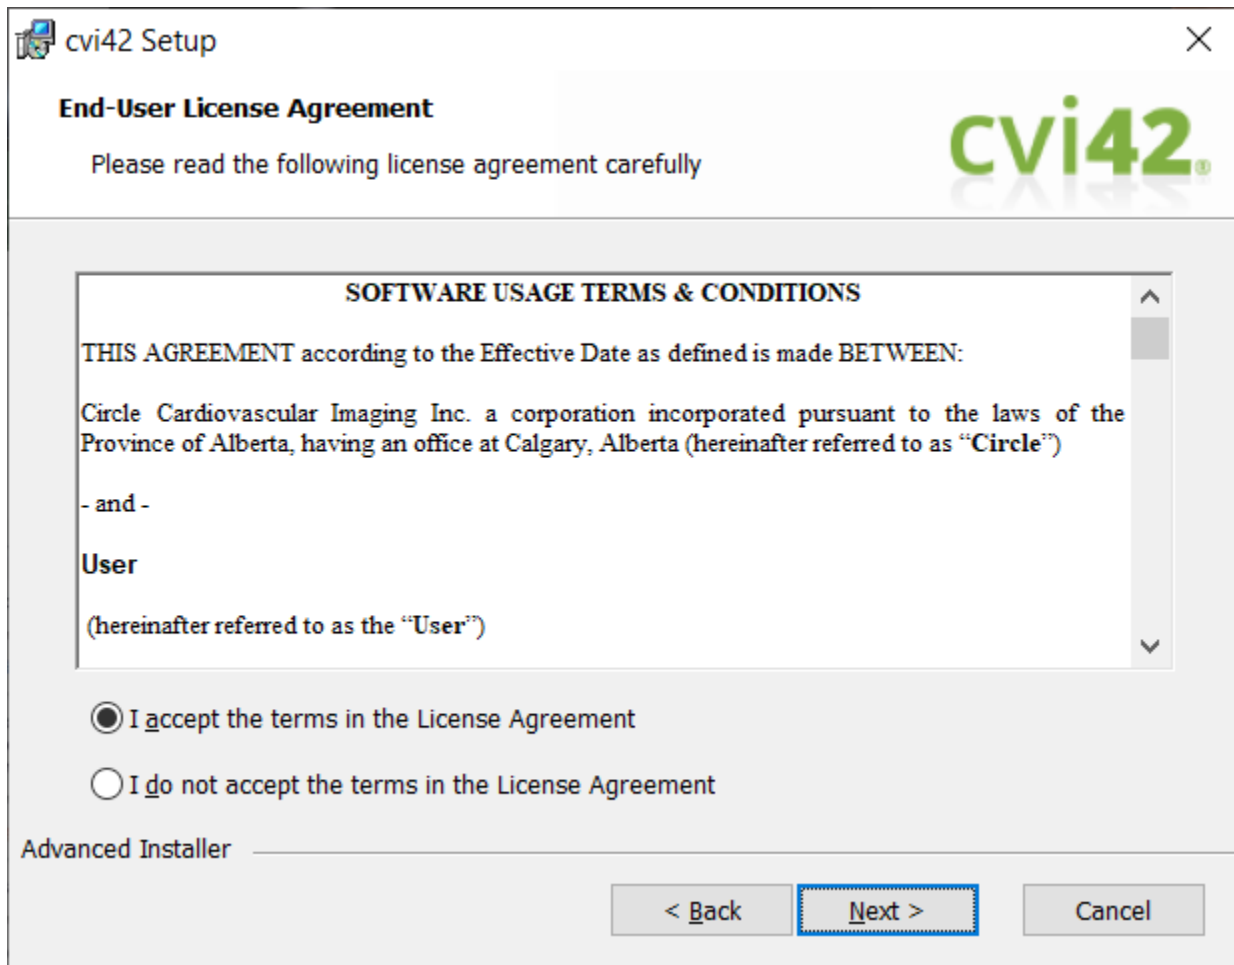 cvi42 Setup
End-User License Agreement
Please read the following license agreement carefully
cvi42®
SOFTWARE USAGE TERMS & CONDITIONS
THIS AGREEMENT according to the Effective Date as defined is made BETWEEN:
Circle Cardiovascular Imaging Inc. a corporation incorporated pursuant to the laws of the
Province of Alberta, having an office at Calgary, Alberta (hereinafter referred to as “Circle”)
- and -
User
(hereinafter referred to as the “User”)
I accept the terms in the License Agreement
I do not accept the terms in the License Agreement
Advanced Installer
< Back
Next >
Cancel